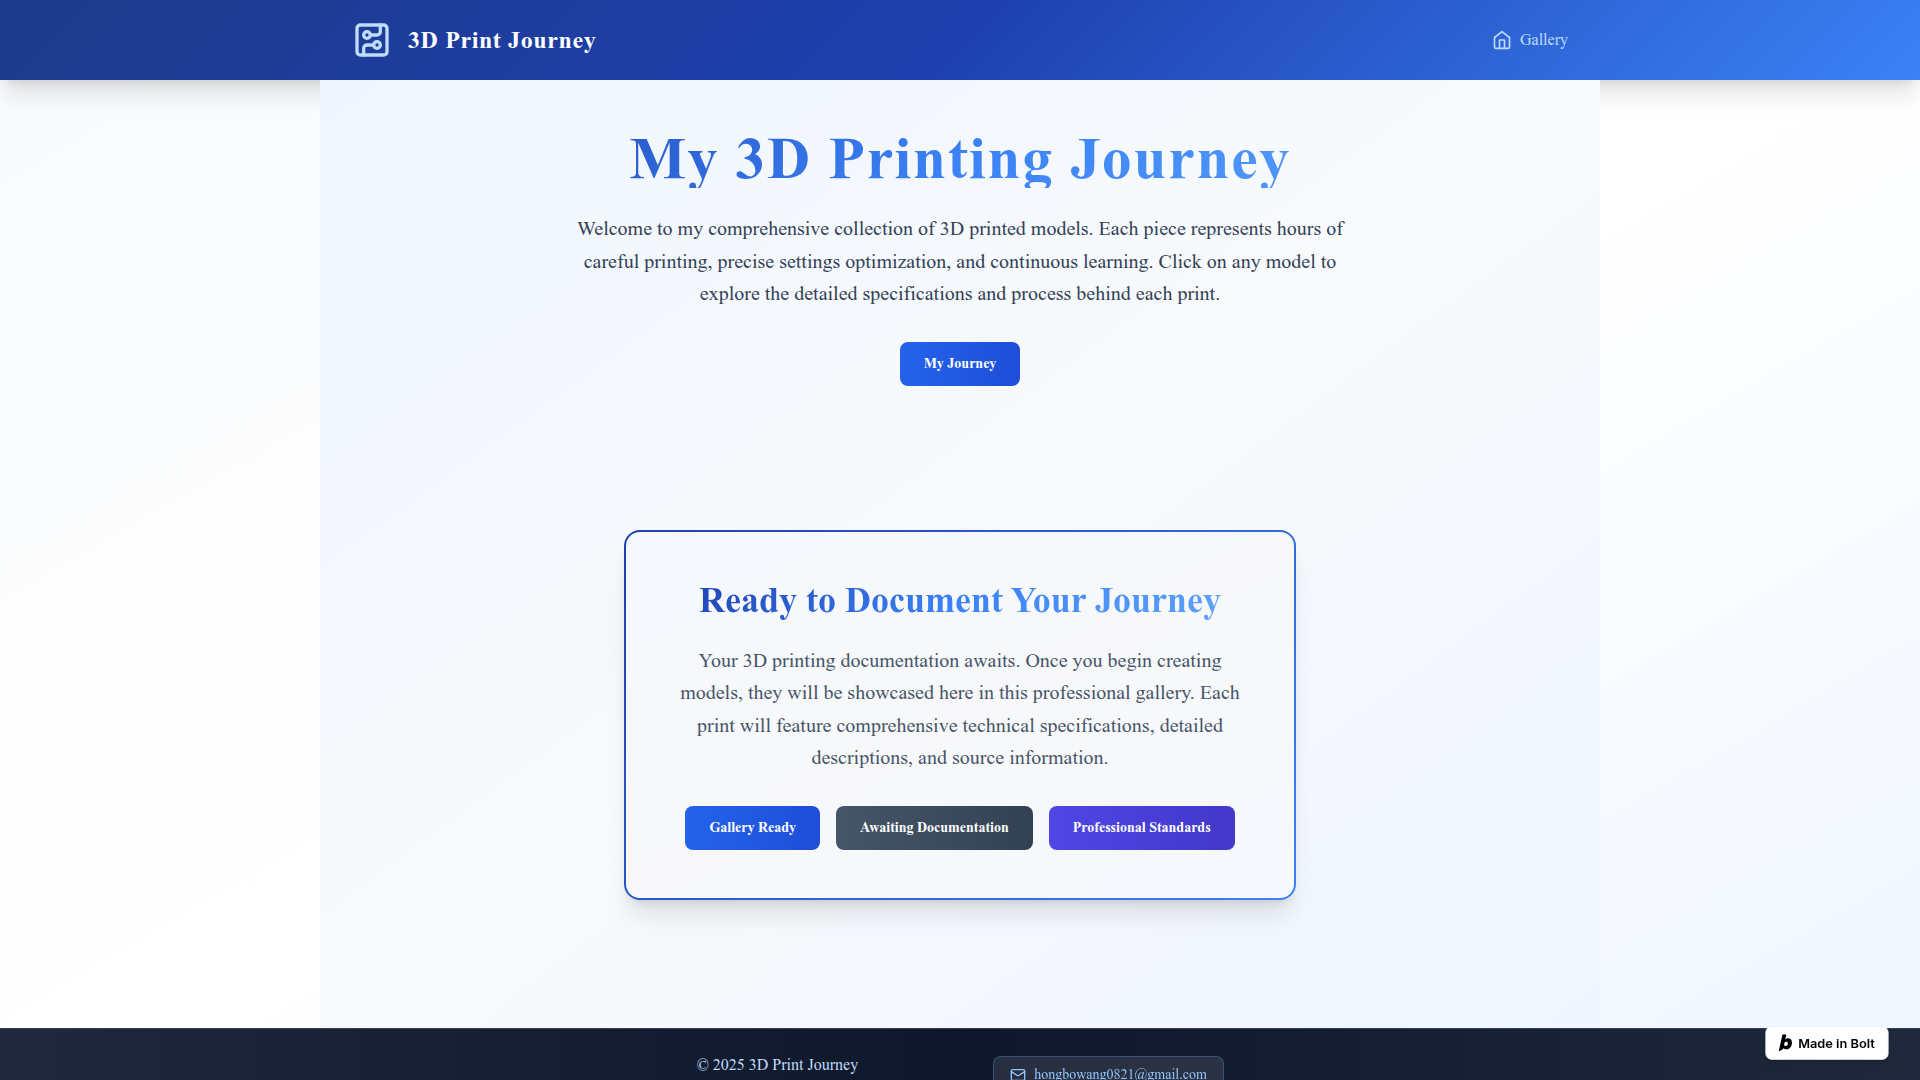 3D Print Journey
Gallery
My 3D Printing Journey
Welcome to my comprehensive collection of 3D printed models. Each piece represents hours of
careful printing, precise settings optimization, and continuous learning. Click on any model to
explore the detailed specifications and process behind each print.
My Journey
Ready to Document Your Journey
Your 3D printing documentation awaits. Once you begin creating
models, they will be showcased here in this professional gallery. Each
print will feature comprehensive technical specifications, detailed
descriptions, and source information.
Gallery Ready
Awaiting Documentation
Professional Standards
© 2025 3D Print Journey
hongbowang0821@gmail.com
Made in Bolt